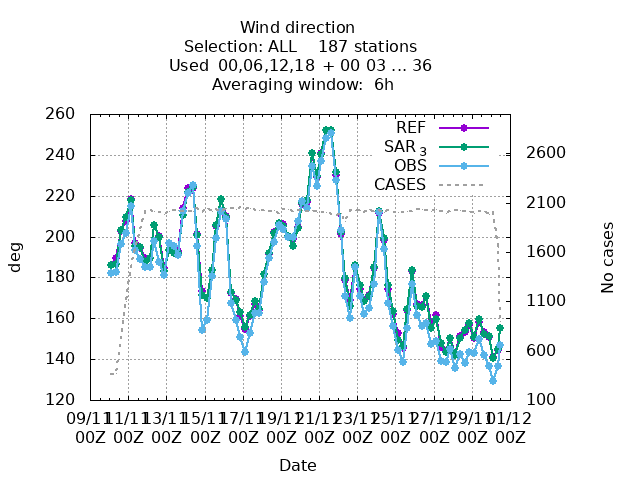 Wind direction
Selection: ALL    187 stations
Used  00,06,12,18 + 00 03 ... 36
Averaging window:  6h
260
240
220
200
180
160
140
120
deg
REF
SAR 3
OBS
CASES
2600
2100
1600
1100
600
100
No cases
09/11 11/11 13/11 15/11 17/11 19/11 21/11 23/11 25/11 27/11 29/11 01/12
00Z 00Z 00Z 00Z 00Z 00Z 00Z 00Z 00Z 00Z 00Z 00Z
Date